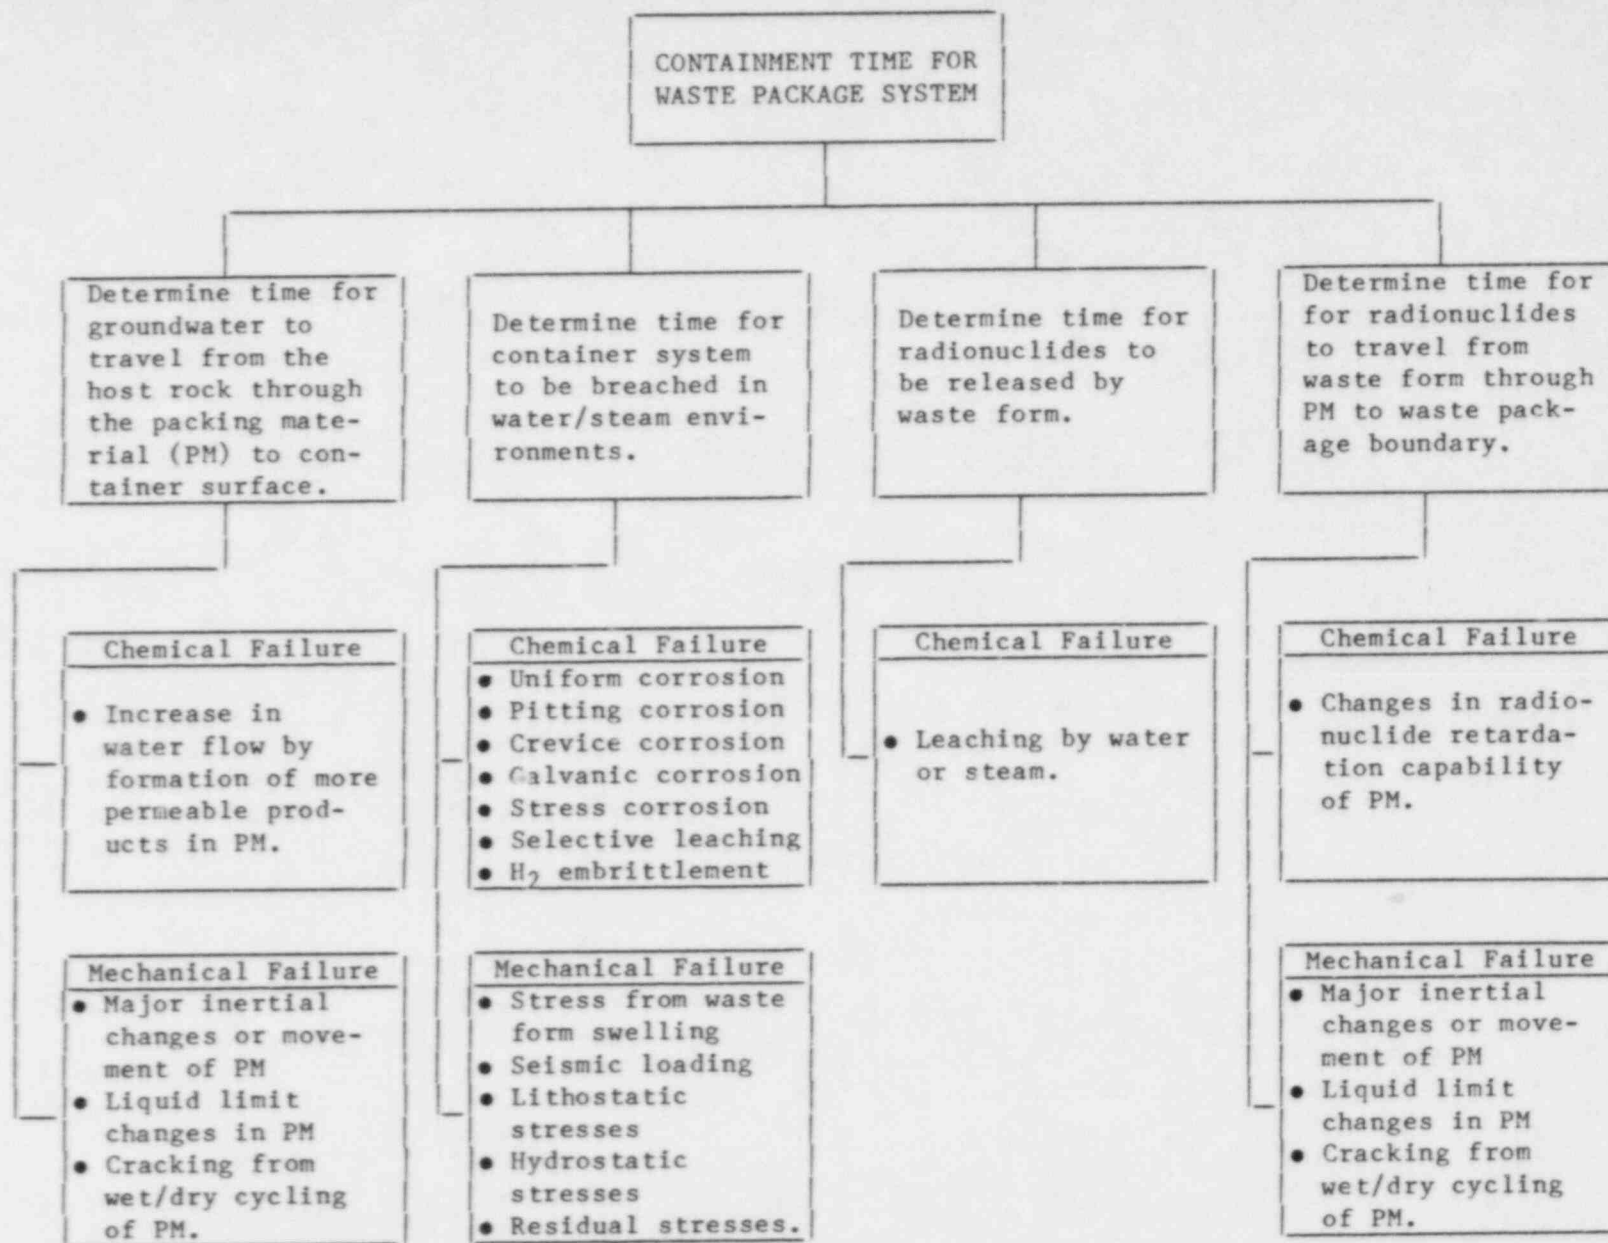 CONTAINMENT TIME FOR
WASTE PACKAGE SYSTEM
Determine time for
groundwater to
travel from the
host rock through
the packing mate-
rial (PM) to con-
tainer surface.
Determine time for
container system
to be breached in
water/steam envi-
ronments.
Determine time for
radionuclides to
be released by
waste form.
Determine time for
for radionuclides
to travel from
waste form through
PM to waste pack-
age boundary.
Chemical Failure
• Increase in
water flow by
formation of more
permeable prod-
ucts in PM.
Chemical Failure
• Uniform corrosion
• Pitting corrosion
• Crevice corrosion
• Galvanic corrosion
• Stress corrosion
• Selective leaching
• H₂ embrittlement
Chemical Failure
• Leaching by water
or steam.
Chemical Failure
• Changes in radio-
nuclide retarda-
tion capability
of PM.
Mechanical Failure
• Major inertial
changes or move-
ment of PM
• Liquid limit
changes in PM
• Cracking from
wet/dry cycling
of PM.
Mechanical Failure
• Stress from waste
form swelling
• Seismic loading
• Lithostatic
stresses
• Hydrostatic
stresses
• Residual stresses.
Mechanical Failure
• Major inertial
changes or move-
ment of PM
• Liquid limit
changes in PM
• Cracking from
wet/dry cycling
of PM.